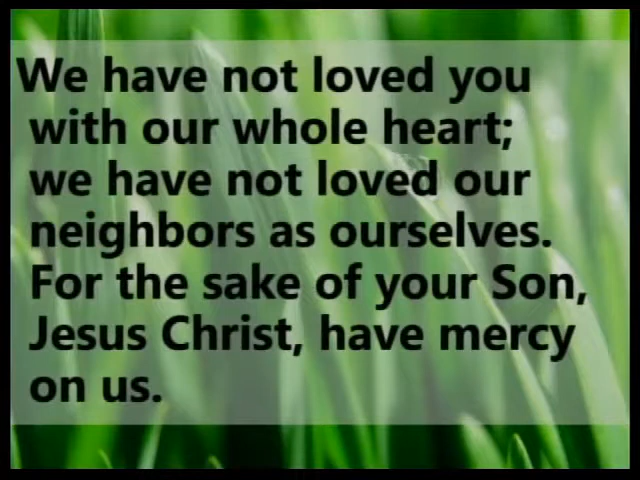 We have not loved you
with our whole heart;
we have not loved our
neighbors as ourselves.
For the sake of your Son,
Jesus Christ, have mercy
on us.